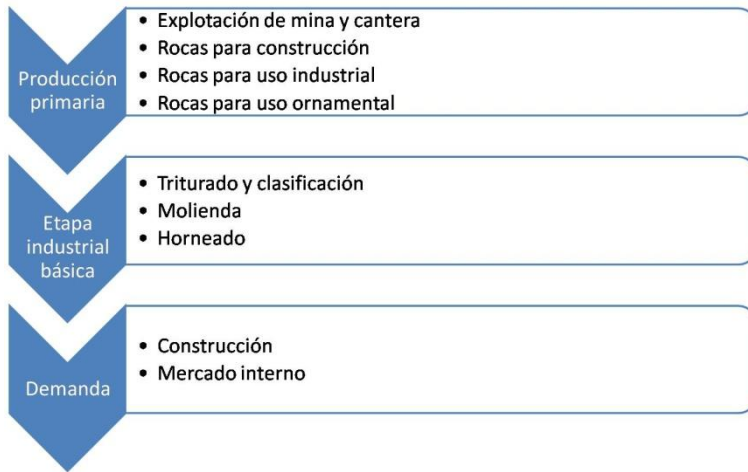 Producción
primaria
• Explotación de mina y cantera
• Rocas para construcción
• Rocas para uso industrial
• Rocas para uso ornamental
Etapa
industrial
básica
• Triturado y clasificación
• Molienda
• Horneado
Demanda
• Construcción
• Mercado interno